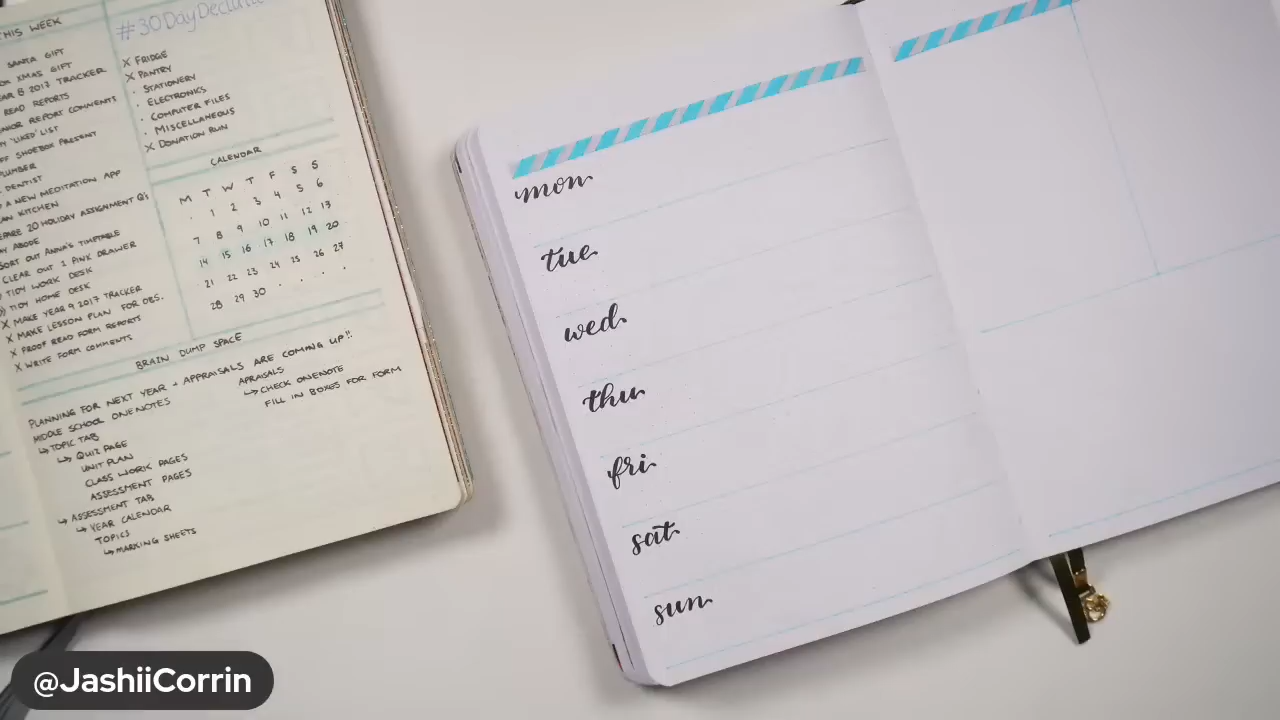 THIS WEEK
SANTA GIFT
XMAS GIFT
8 2017 TRACKER
READ REPORTS
REPORT COMMENTS
'LIKED' LIST
SHOEBOX PRESENT
DENTIST
A NEW MEDITATION APP
KITCHEN
20 HOLIDAY ASSIGNMENT Q's
ABODE
SORT OUT ANNA'S TIMETABLE
CLEAR OUT 1 PINK DRAWER
TIDY WORK DESK
TIDY HOME DESK
X MAKE YEAR 9 2017 TRACKER
X MAKE LESSON PLAN FOR OBS.
X PROOF READ FORM REPORTS
X WRITE FORM COMMENTS
#30DayDeclutte
X FRIDGE
X PANTRY
· STATIONERY
· ELECTRONICS
· COMPUTER FILES
· MISCELLANEOUS
X DONATION RUN
CALENDAR
M T W T F S S
· 1 2 3 4 5 6
7 8 9 10 11 12 13
14 15 16 17 18 19 20
21 22 23 24 25 26 27
28 29 30 · · · ·
BRAIN DUMP SPACE
PLANNING FOR NEXT YEAR + APPRAISALS ARE COMING UP!!
MIDDLE SCHOOL ONENOTES
↳ TOPIC TAB
↳ QUIZ PAGE
UNIT PLAN
CLASS WORK PAGES
ASSESSMENT PAGES
↳ ASSESSMENT TAB
↳ YEAR CALENDAR
TOPICS
↳ MARKING SHEETS
APRAISALS
↳ CHECK ONENOTE
FILL IN BOXES FOR FORM
mon
tue
wed
thu
fri
sat
sun
@JashiiCorrin